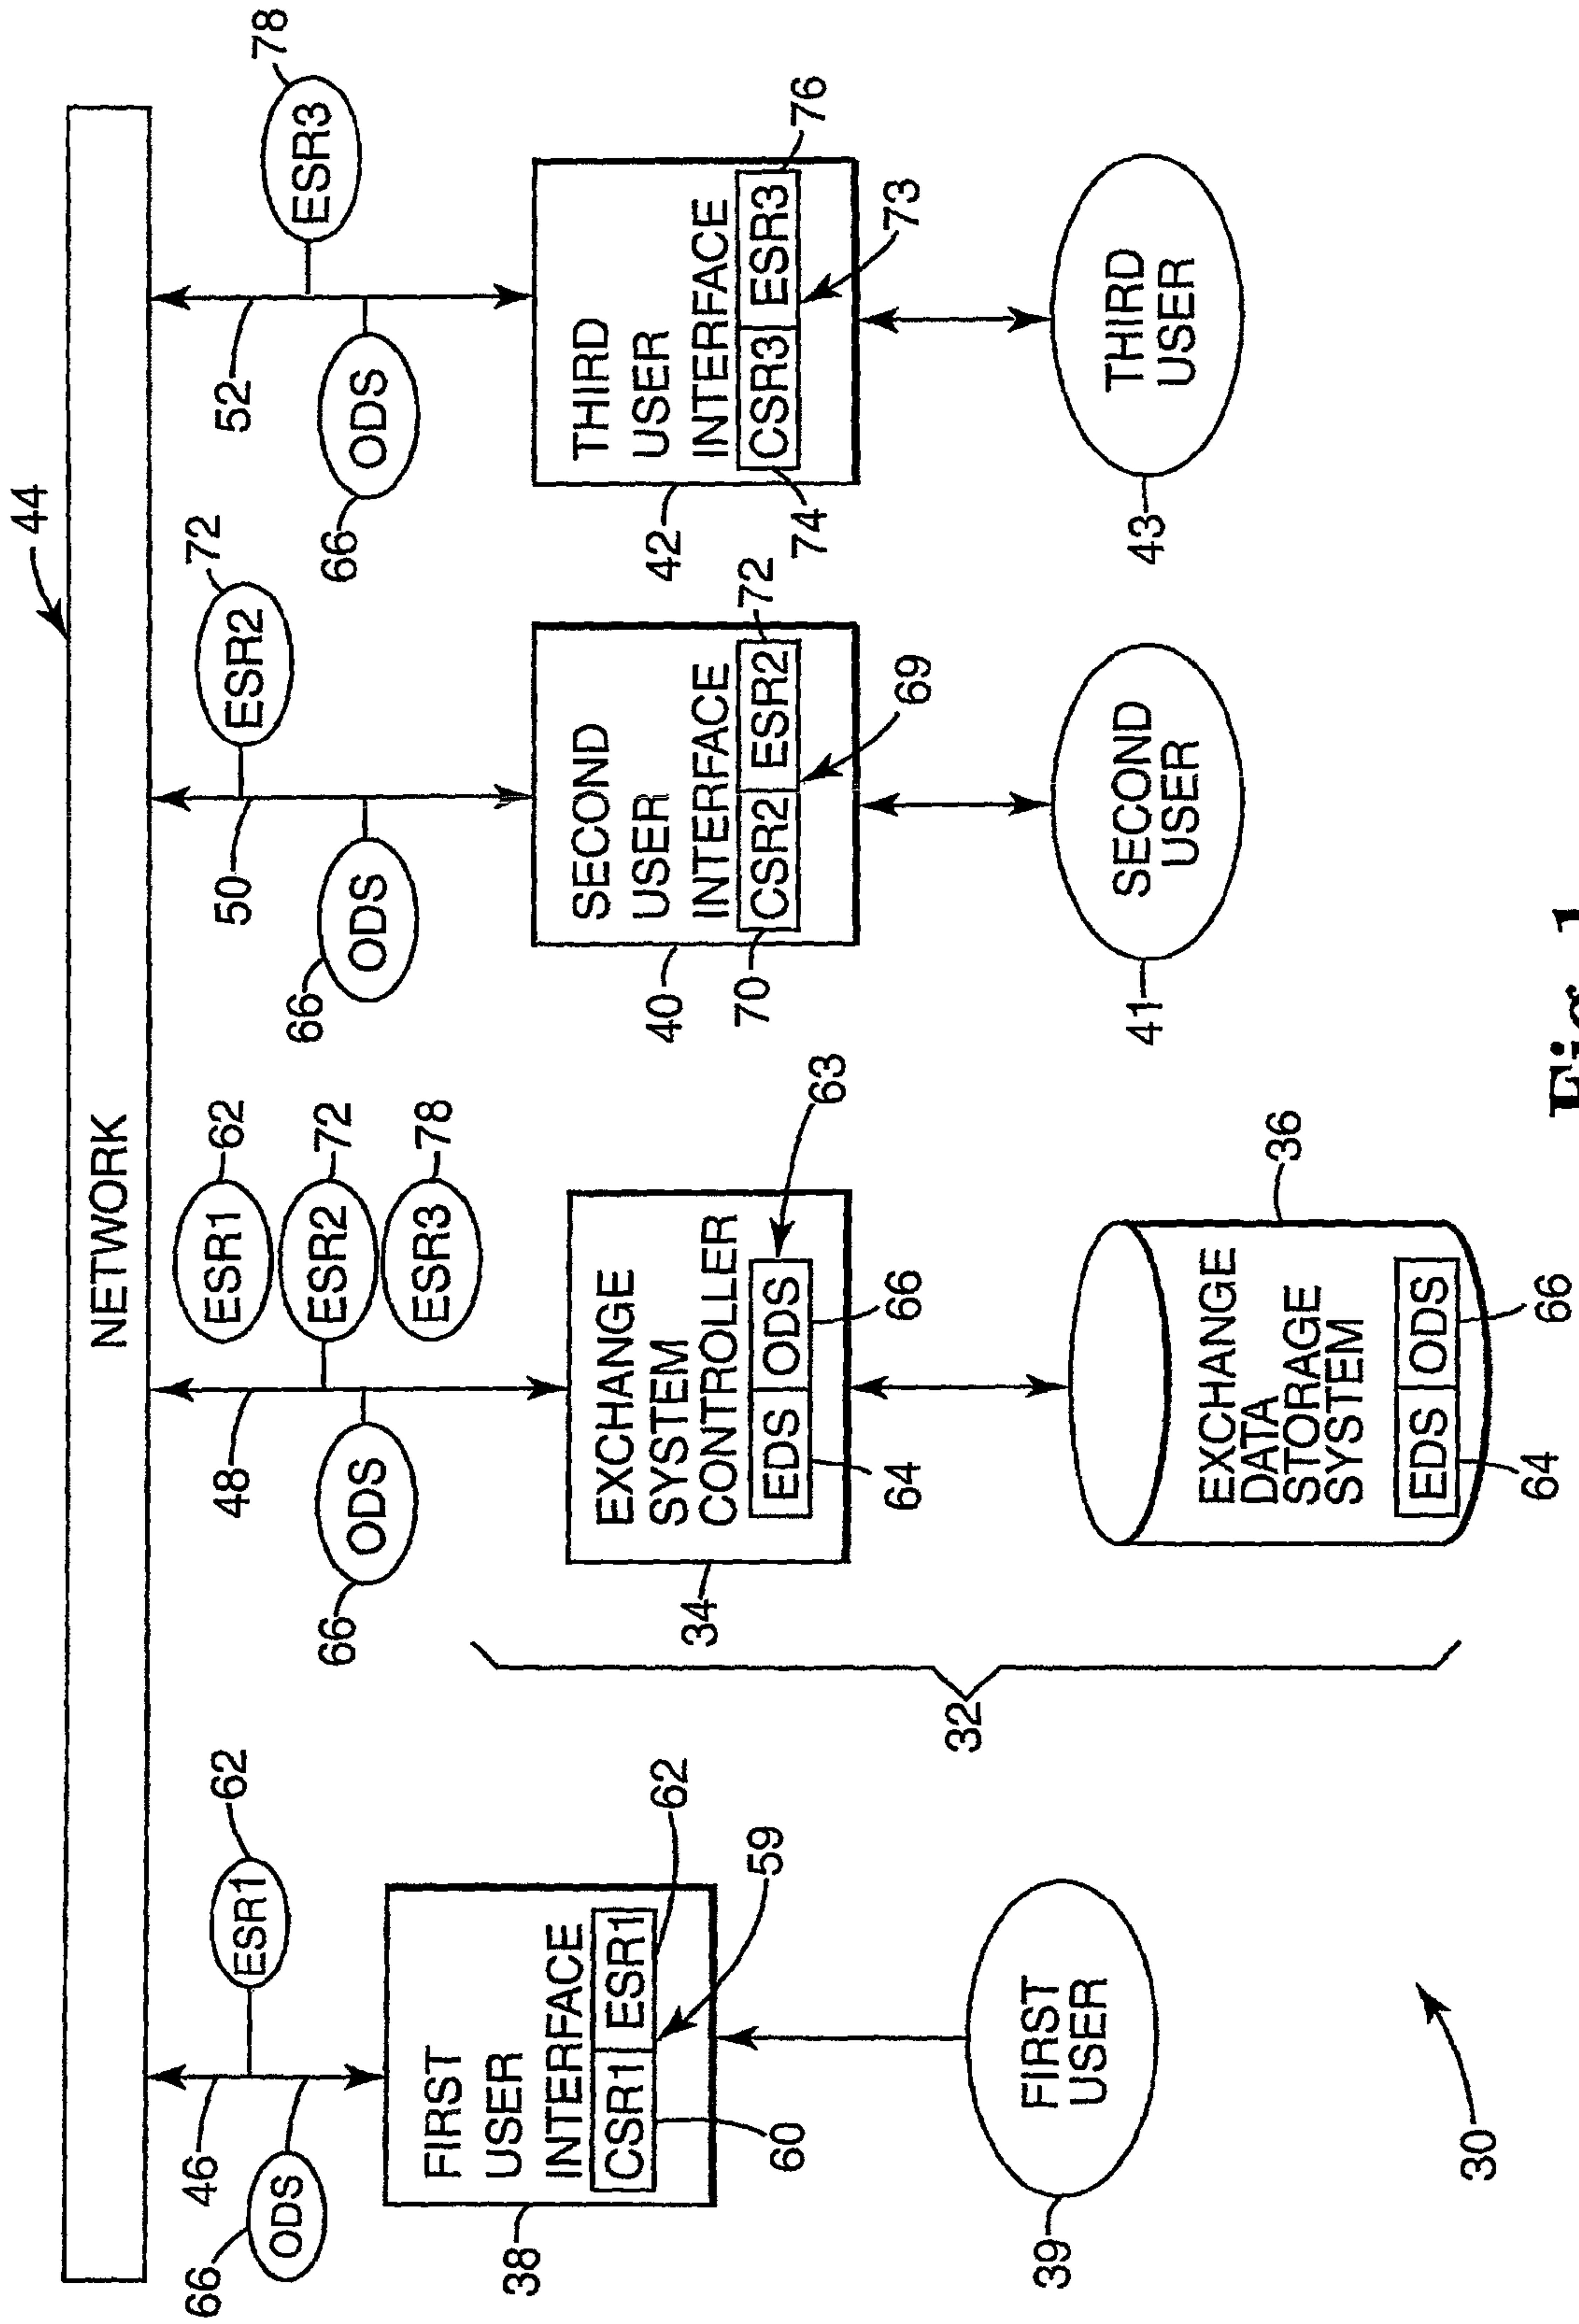 44
NETWORK
46
ESR1
62
66
ODS
38
FIRST
USER
INTERFACE
CSR1 ESR1
60
62
59
FIRST
USER
39
30
48
ESR1
62
ESR2
72
ESR3
78
66
ODS
34
EXCHANGE
SYSTEM
CONTROLLER
EDS ODS
63
64
66
32
EXCHANGE
DATA
STORAGE
SYSTEM
EDS ODS
36
64
66
50
ESR2
72
66
ODS
40
SECOND
USER
INTERFACE
CSR2 ESR2
70
72
69
SECOND
USER
41
52
ESR3
78
66
ODS
42
THIRD
USER
INTERFACE
CSR3 ESR3
74
76
73
THIRD
USER
43
Fig. 1